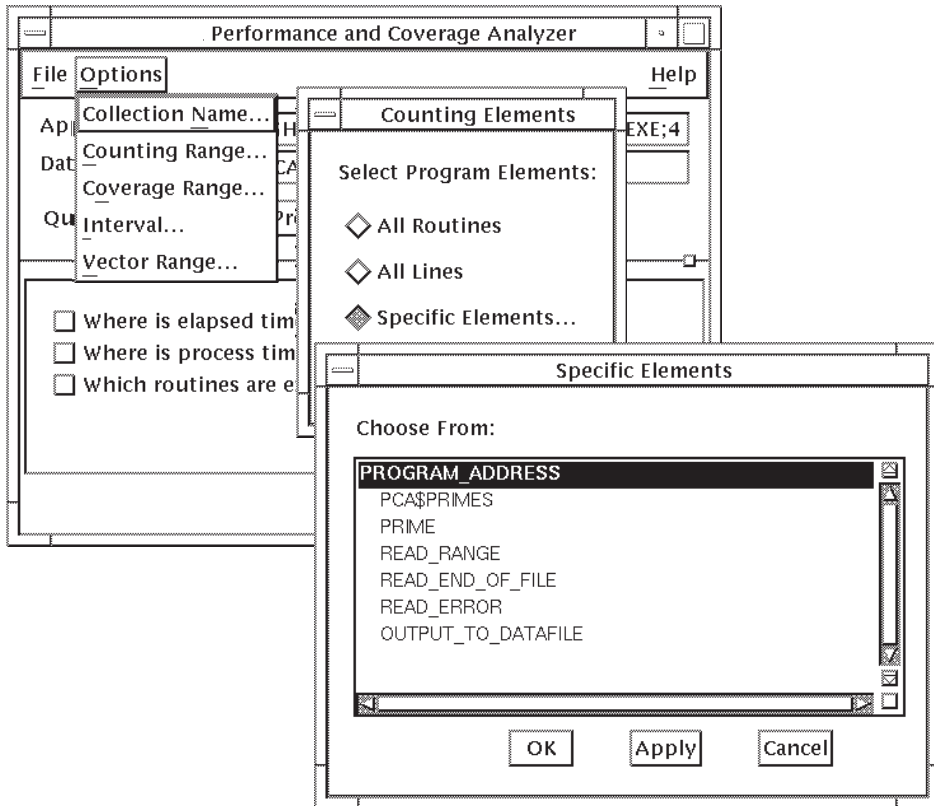 Performance and Coverage Analyzer
File Options Help
Collection Name...
Counting Range...
Coverage Range...
Interval...
Vector Range...
EXE;4
Where is elapsed tim
Where is process tim
Which routines are e
Counting Elements
Select Program Elements:
All Routines
All Lines
Specific Elements...
Specific Elements
Choose From:
PROGRAM_ADDRESS
PCA$PRIMES
PRIME
READ_RANGE
READ_END_OF_FILE
READ_ERROR
OUTPUT_TO_DATAFILE
OK Apply Cancel